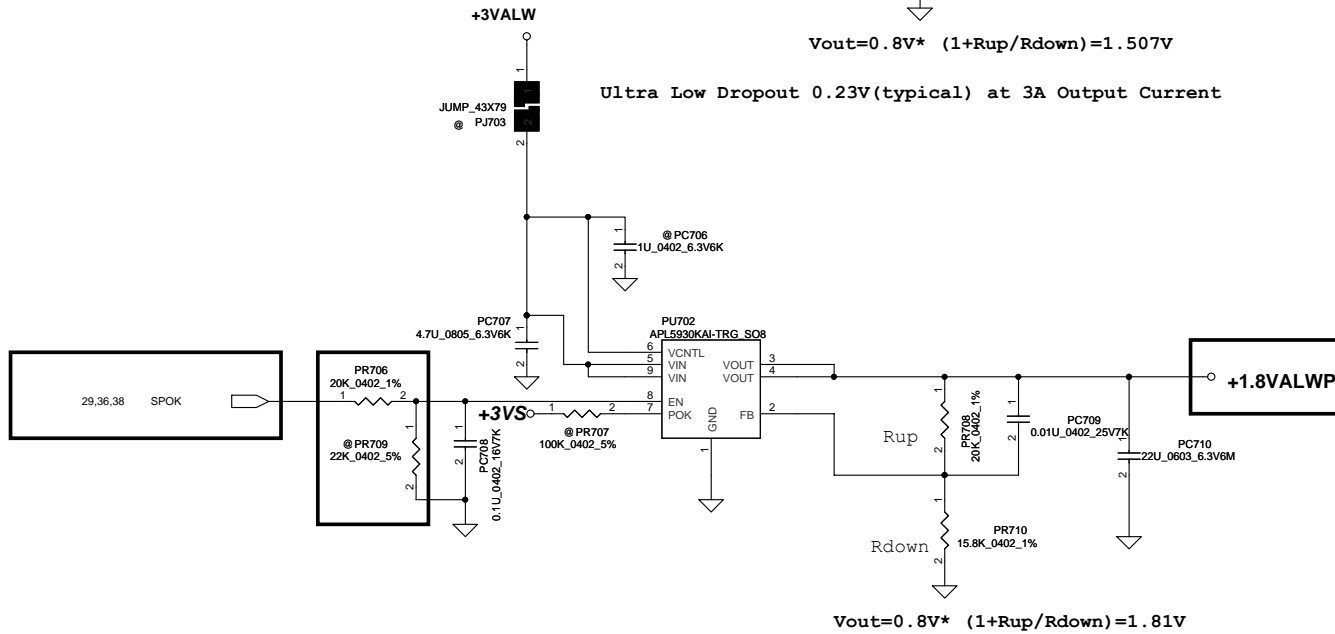 +3VALW
Vout=0.8V* (1+Rup/Rdown)=1.507V
Ultra Low Dropout 0.23V(typical) at 3A Output Current
1
JUMP_43X79
@ PJ703
1
2
2
@ PC706
1U_0402_6.3V6K
1
2
PC707
4.7U_0805_6.3V6K
1
2
PU702
APL5930KAI-TRG_SO8
6 VCNTL
5 VIN
9 VIN
VOUT 3
VOUT 4
8 EN
7 POK
GND
FB 2
1
29,36,38 SPOK
PR706
20K_0402_1%
1 2
@ PR709
22K_0402_5%
1
2
PC708
0.1U_0402_16V7K
1
2
+3VS
1 2
@ PR707
100K_0402_5%
Rup
PR708
20K_0402_1%
1
2
PC709
0.01U_0402_25V7K
1
2
PC710
22U_0603_6.3V6M
1
2
+1.8VALWP
Rdown
PR710
15.8K_0402_1%
1
2
Vout=0.8V* (1+Rup/Rdown)=1.81V